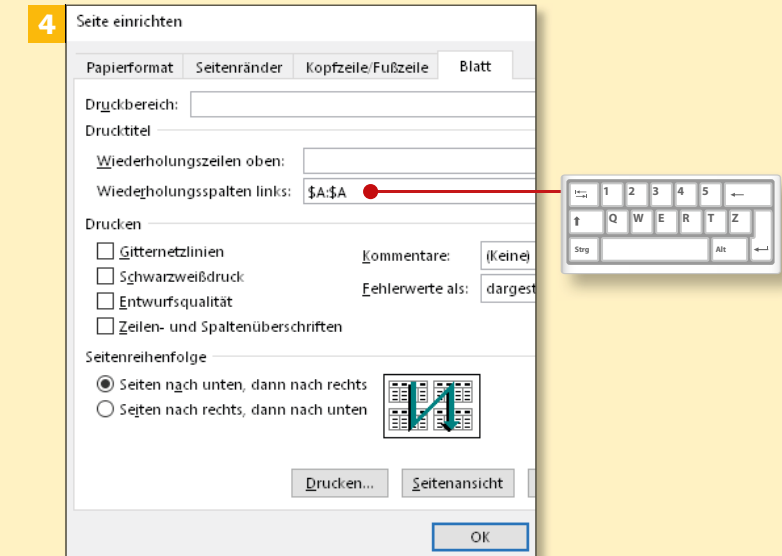 4
Seite einrichten
Papierformat Seitenränder Kopfzeile/Fußzeile Blatt
Druckbereich:
Drucktitel
Wiederholungszeilen oben:
Wiederholungsspalten links: $A:$A
Drucken
Gitternetzlinien
Schwarzweißdruck
Entwurfsqualität
Zeilen- und Spaltenüberschriften
Kommentare: (Keine)
Fehlerwerte als: dargest
Seitenreihenfolge
Seiten nach unten, dann nach rechts
Seiten nach rechts, dann nach unten
Drucken... Seitenansicht
OK
1 2 3 4 5
Q W E R T Z
Strg Alt